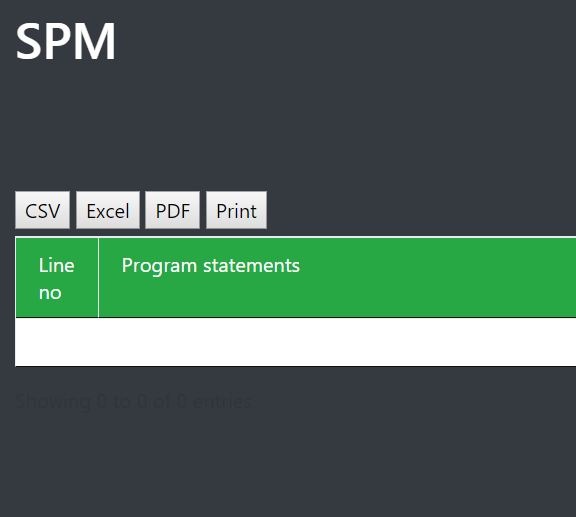 SPM
CSV Excel PDF Print
Line no
Program statements
Showing 0 to 0 of 0 entries